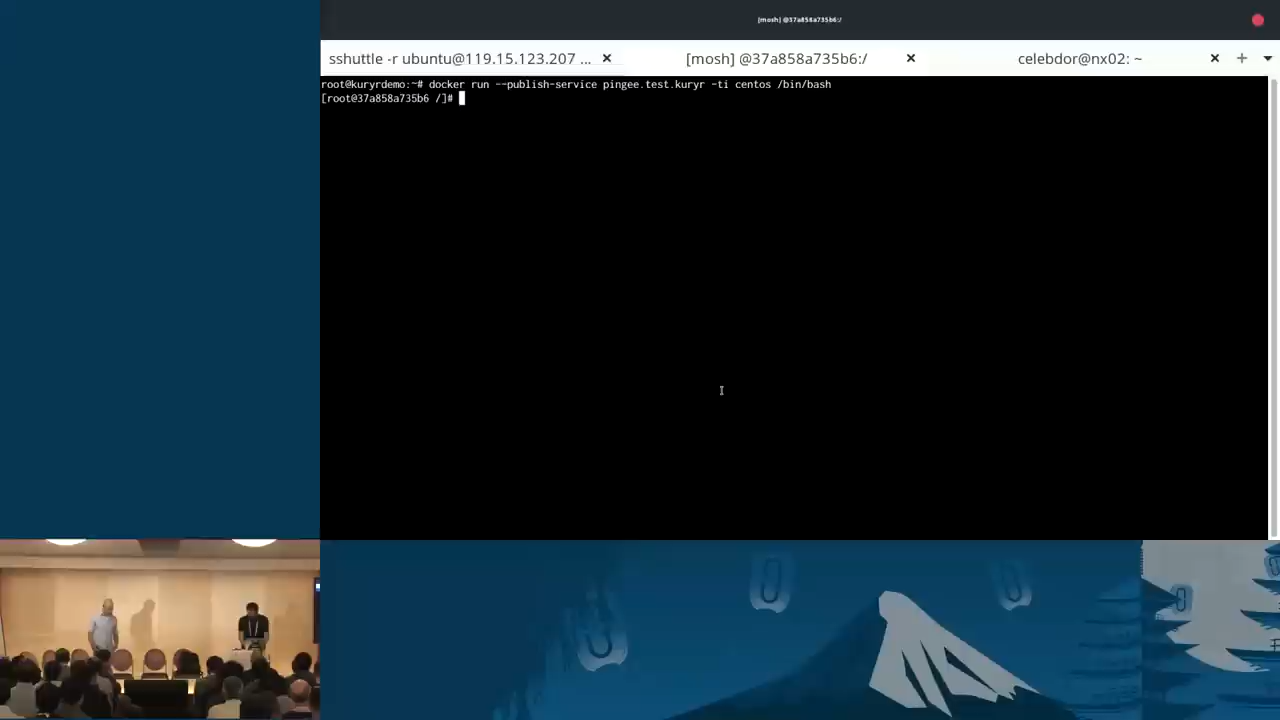 [mosh] @37a858a735b6:/
sshuttle -r ubuntu@119.15.123.207 ... × [mosh] @37a858a735b6:/ × celebdor@nx02: ~ ×
root@kuryrdemo:~# docker run --publish-service pingee.test.kuryr -ti centos /bin/bash
[root@37a858a735b6 /]#